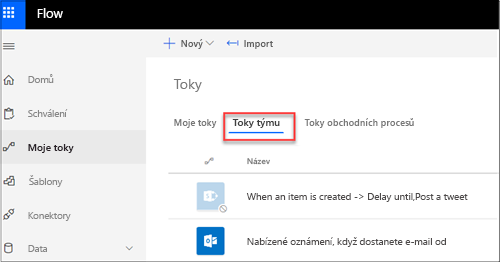 Flow
Nový
Import
Domů
Schválení
Moje toky
Šablony
Konektory
Data
Toky
Moje toky
Toky týmu
Toky obchodních procesů
Název
When an item is created -> Delay until,Post a tweet
Nabízené oznámení, když dostanete e-mail od